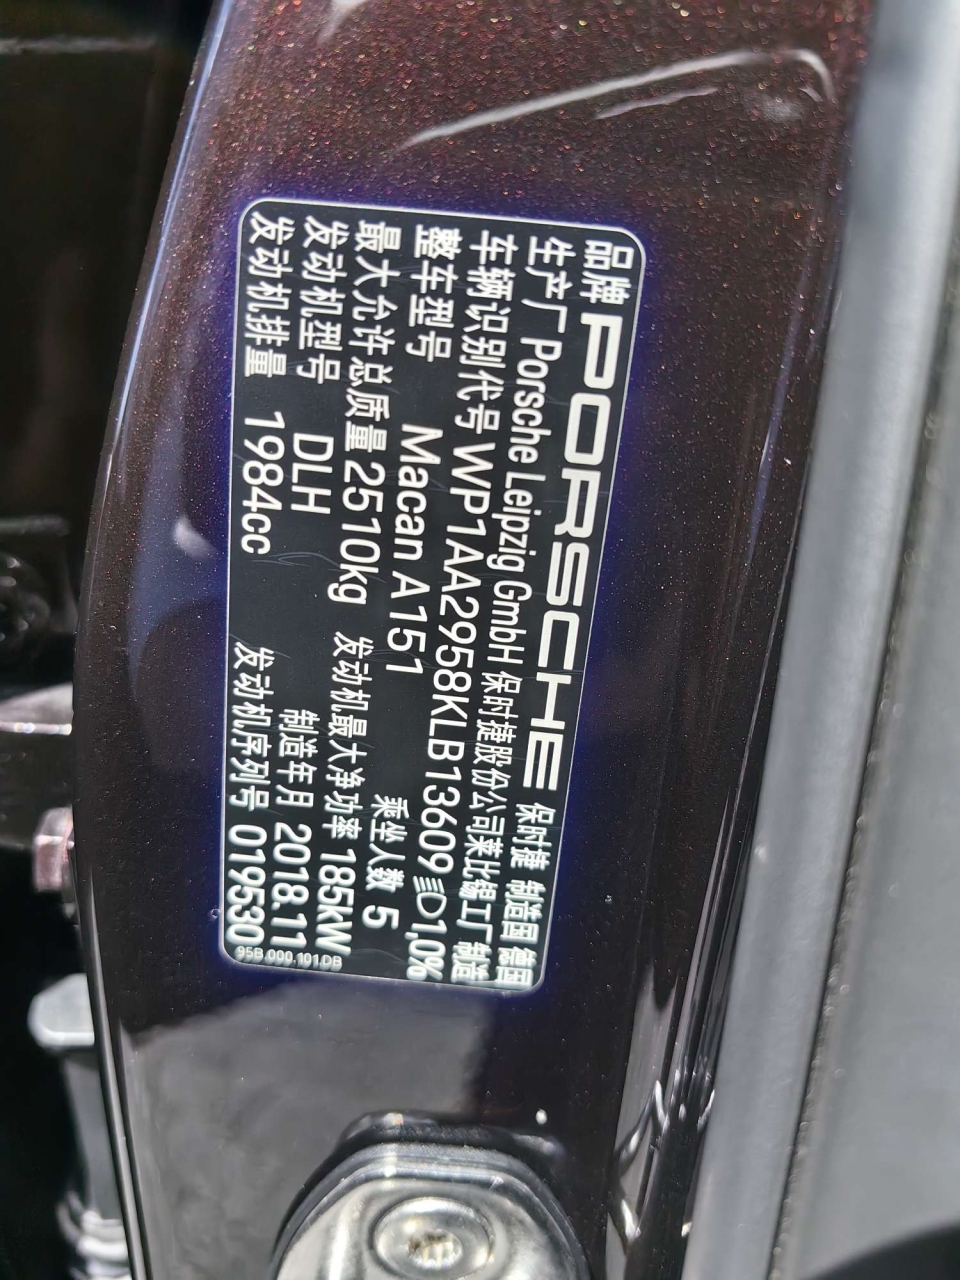 品牌 PORSCHE 保时捷 制造国 德国
生产厂 Porsche Leipzig GmbH 保时捷股份公司莱比锡工厂制造
车辆识别代号 WP1AA2958KLB13609 1,0%
整车型号 Macan A151 乘坐人数 5
最大允许总质量 2510kg 发动机最大净功率 185kW
发动机型号 DLH 制造年月 2018.11
发动机排量 1984cc 发动机序列号 019530
95B.000.101.DB